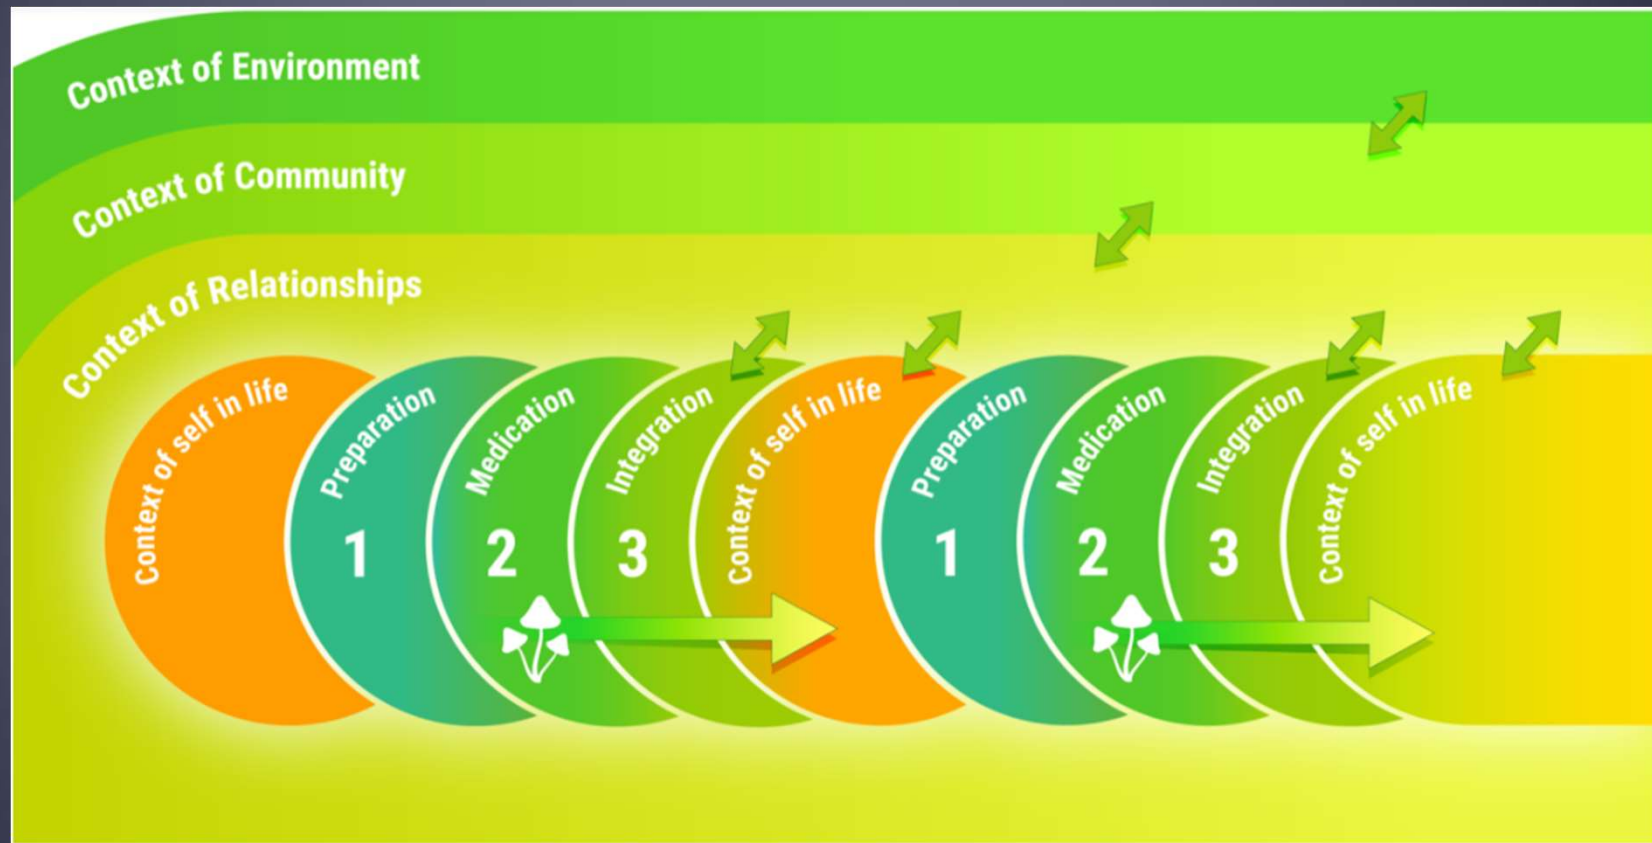 Context of Environment
Context of Community
Context of Relationships
Context of self in life
Preparation
1
Medication
2
Integration
3
Context of self in life
Preparation
1
Medication
2
Integration
3
Context of self in life